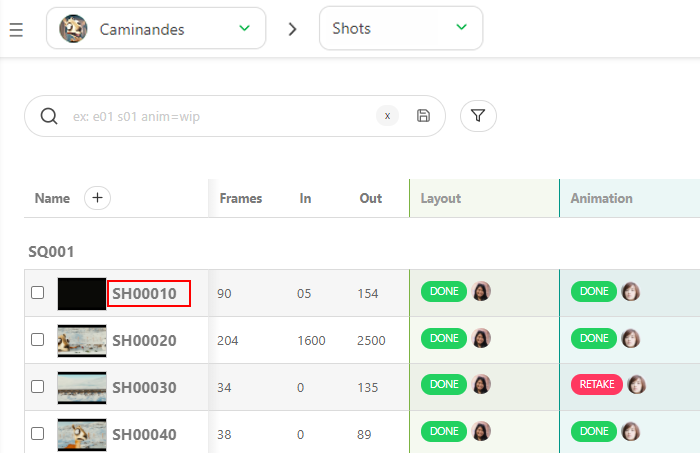 Caminandes
Shots
ex: e01 s01 anim=wip
x
Name + Frames In Out Layout Animation
SQ001
SH00010 90 05 154 DONE DONE
SH00020 204 1600 2500 DONE DONE
SH00030 34 0 135 DONE RETAKE
SH00040 38 0 89 DONE DONE